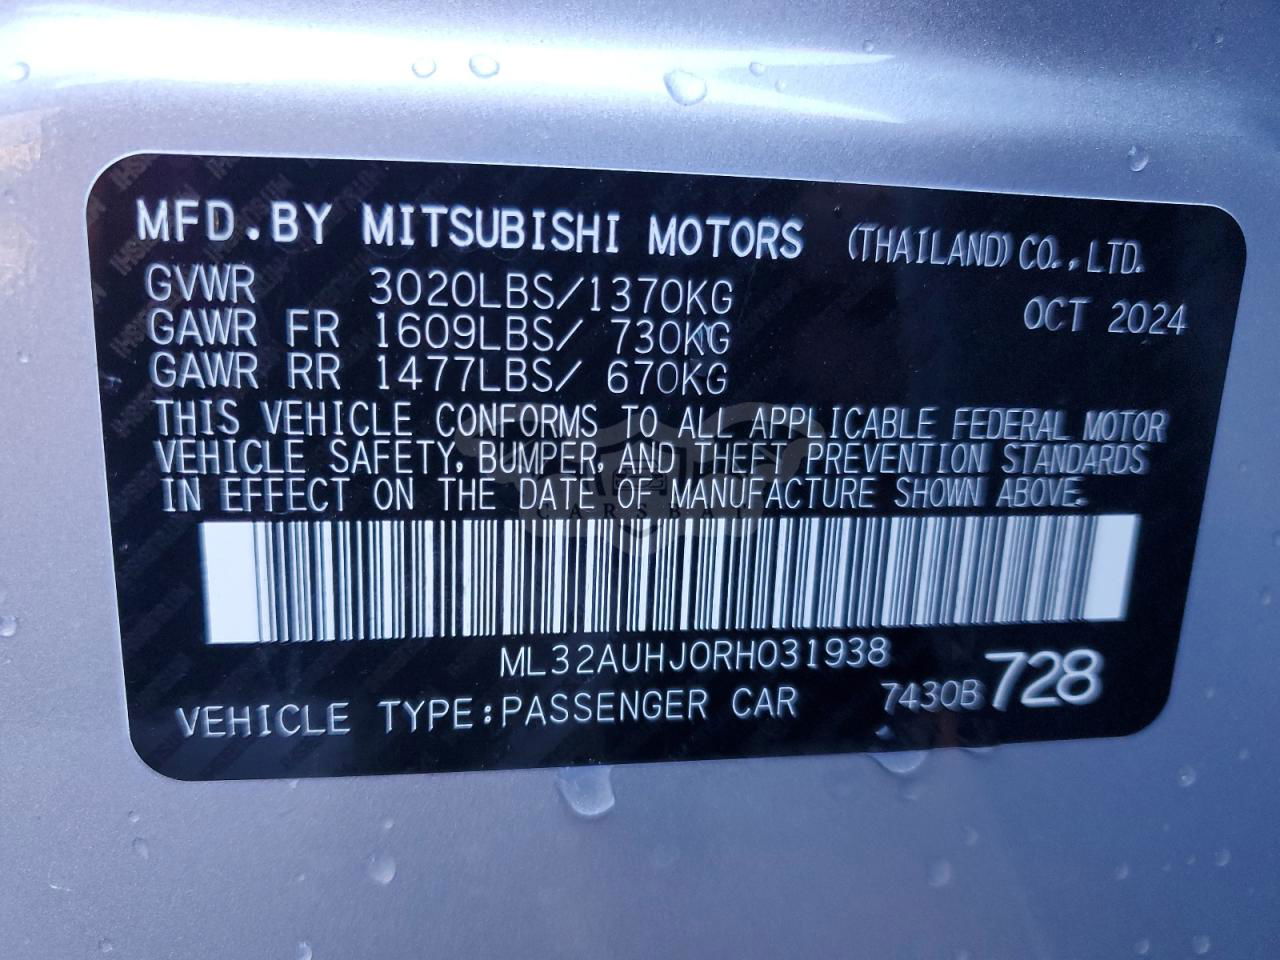 MFD.BY MITSUBISHI MOTORS (THAILAND) CO.,LTD.
GVWR 3020LBS/1370KG OCT 2024
GAWR FR 1609LBS/ 730KG
GAWR RR 1477LBS/ 670KG
THIS VEHICLE CONFORMS TO ALL APPLICABLE FEDERAL MOTOR
VEHICLE SAFETY, BUMPER, AND THEFT PREVENTION STANDARDS
IN EFFECT ON THE DATE OF MANUFACTURE SHOWN ABOVE.
CARSBAT
ML32AUHJ0RH031938
VEHICLE TYPE:PASSENGER CAR 7430B 728